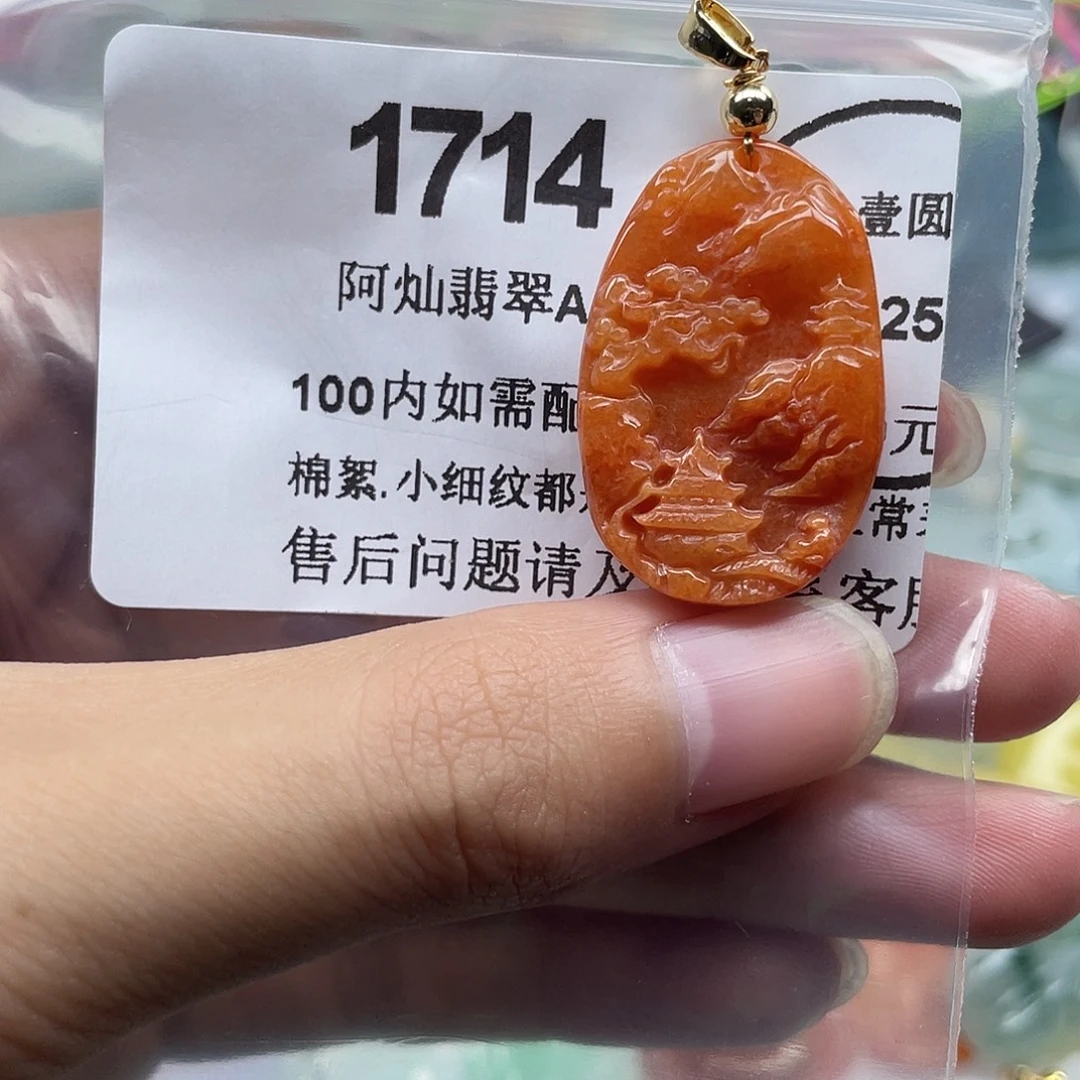 1714
壹圆
阿灿翡翠A 25
100内如需配 元
棉絮.小细纹都 常
售后问题请及 客服